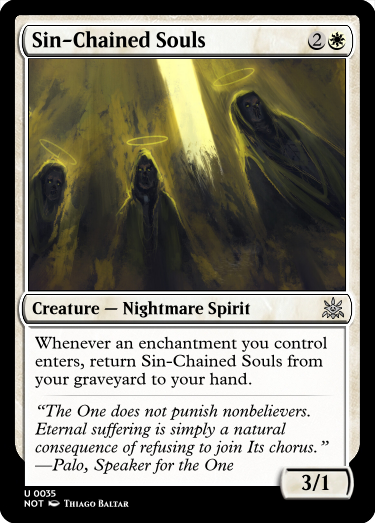 Sin-Chained Souls 2
Creature — Nightmare Spirit
Whenever an enchantment you control
enters, return Sin-Chained Souls from
your graveyard to your hand.
“The One does not punish nonbelievers.
Eternal suffering is simply a natural
consequence of refusing to join Its chorus.”
—Palo, Speaker for the One
3/1
U 0035
NOT Thiago Baltar